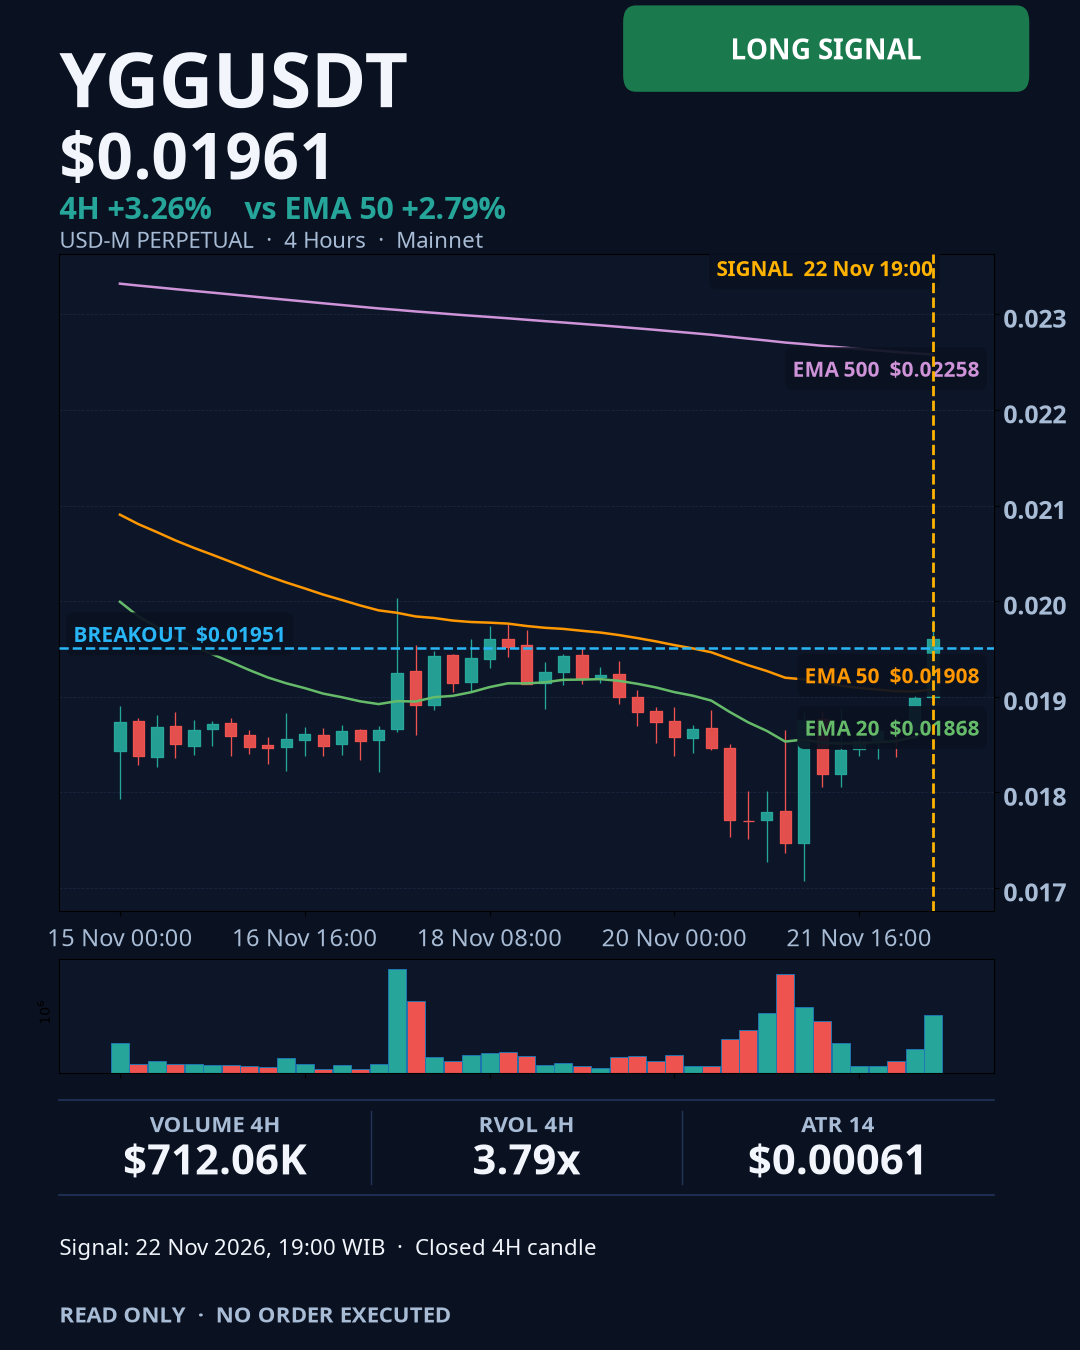 LONG SIGNAL
YGGUSDT
$0.01961
4H +3.26% vs EMA 50 +2.79%
USD-M PERPETUAL · 4 Hours · Mainnet
SIGNAL 22 Nov 19:00
0.023
EMA 500 $0.02258
0.022
0.021
0.020
BREAKOUT $0.01951
EMA 50 $0.01908
0.019
EMA 20 $0.01868
0.018
0.017
15 Nov 00:00 16 Nov 16:00 18 Nov 08:00 20 Nov 00:00 21 Nov 16:00
10⁶
VOLUME 4H RVOL 4H ATR 14
$712.06K 3.79x $0.00061
Signal: 22 Nov 2026, 19:00 WIB · Closed 4H candle
READ ONLY · NO ORDER EXECUTED